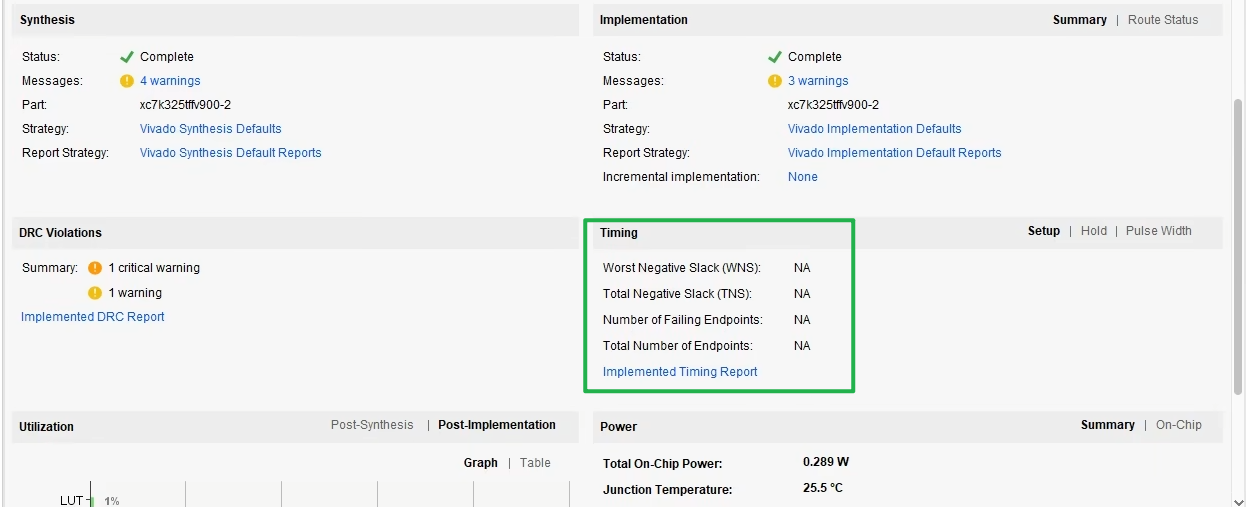 Synthesis
Status: Complete
Messages: 4 warnings
Part: xc7k325tffv900-2
Strategy: Vivado Synthesis Defaults
Report Strategy: Vivado Synthesis Default Reports
Implementation Summary | Route Status
Status: Complete
Messages: 3 warnings
Part: xc7k325tffv900-2
Strategy: Vivado Implementation Defaults
Report Strategy: Vivado Implementation Default Reports
Incremental implementation: None
DRC Violations
Summary: 1 critical warning
1 warning
Implemented DRC Report
Timing Setup | Hold | Pulse Width
Worst Negative Slack (WNS): NA
Total Negative Slack (TNS): NA
Number of Failing Endpoints: NA
Total Number of Endpoints: NA
Implemented Timing Report
Utilization Post-Synthesis | Post-Implementation
Graph | Table
LUT 1%
Power Summary | On-Chip
Total On-Chip Power: 0.289 W
Junction Temperature: 25.5 °C